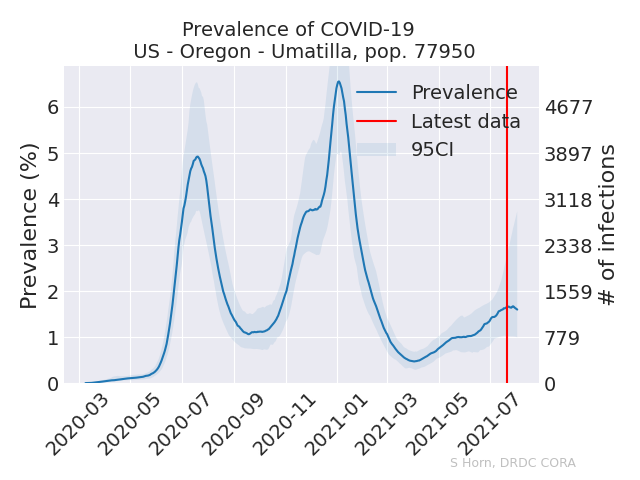 Prevalence of COVID-19
US - Oregon - Umatilla, pop. 77950
Prevalence
Latest data
95CI
Prevalence (%)
6
5
4
3
2
1
0
4677
3897
3118
2338
1559
779
0
# of infections
2020-03
2020-05
2020-07
2020-09
2020-11
2021-01
2021-03
2021-05
2021-07
S Horn, DRDC CORA